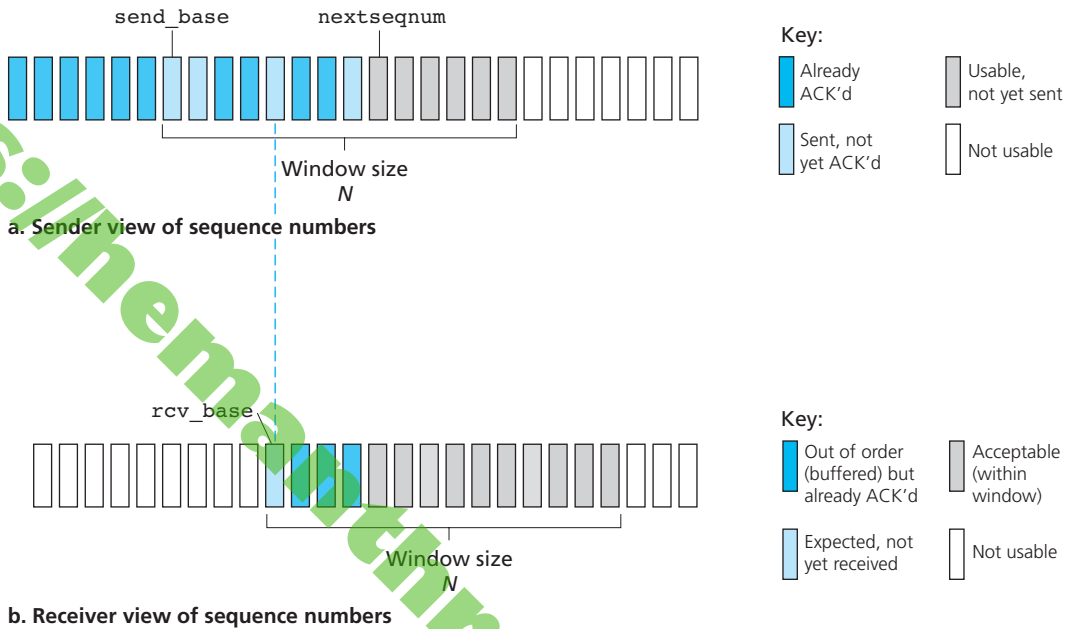 send_base
nextseqnum
Window size
N
a. Sender view of sequence numbers
Key:
Already
ACK'd
Usable,
not yet sent
Sent, not
yet ACK'd
Not usable
rcv_base
Window size
N
b. Receiver view of sequence numbers
Key:
Out of order
(buffered) but
already ACK'd
Acceptable
(within
window)
Expected, not
yet received
Not usable
s://hemanthr